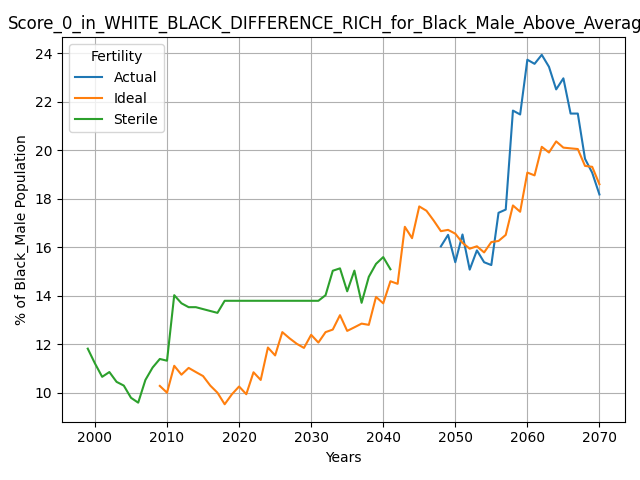 Score_0_in_WHITE_BLACK_DIFFERENCE_RICH_for_Black_Male_Above_Averag
Fertility
Actual
Ideal
Sterile
% of Black_Male Population
24
22
20
18
16
14
12
10
2000 2010 2020 2030 2040 2050 2060 2070
Years